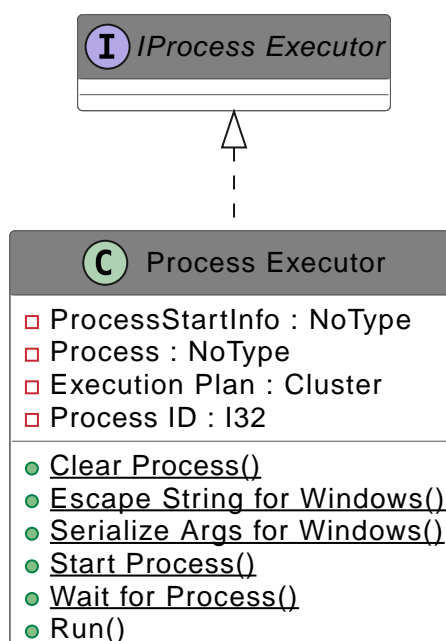 I IProcess Executor
C Process Executor
ProcessStartInfo : NoType
Process : NoType
Execution Plan : Cluster
Process ID : I32
Clear Process()
Escape String for Windows()
Serialize Args for Windows()
Start Process()
Wait for Process()
Run()